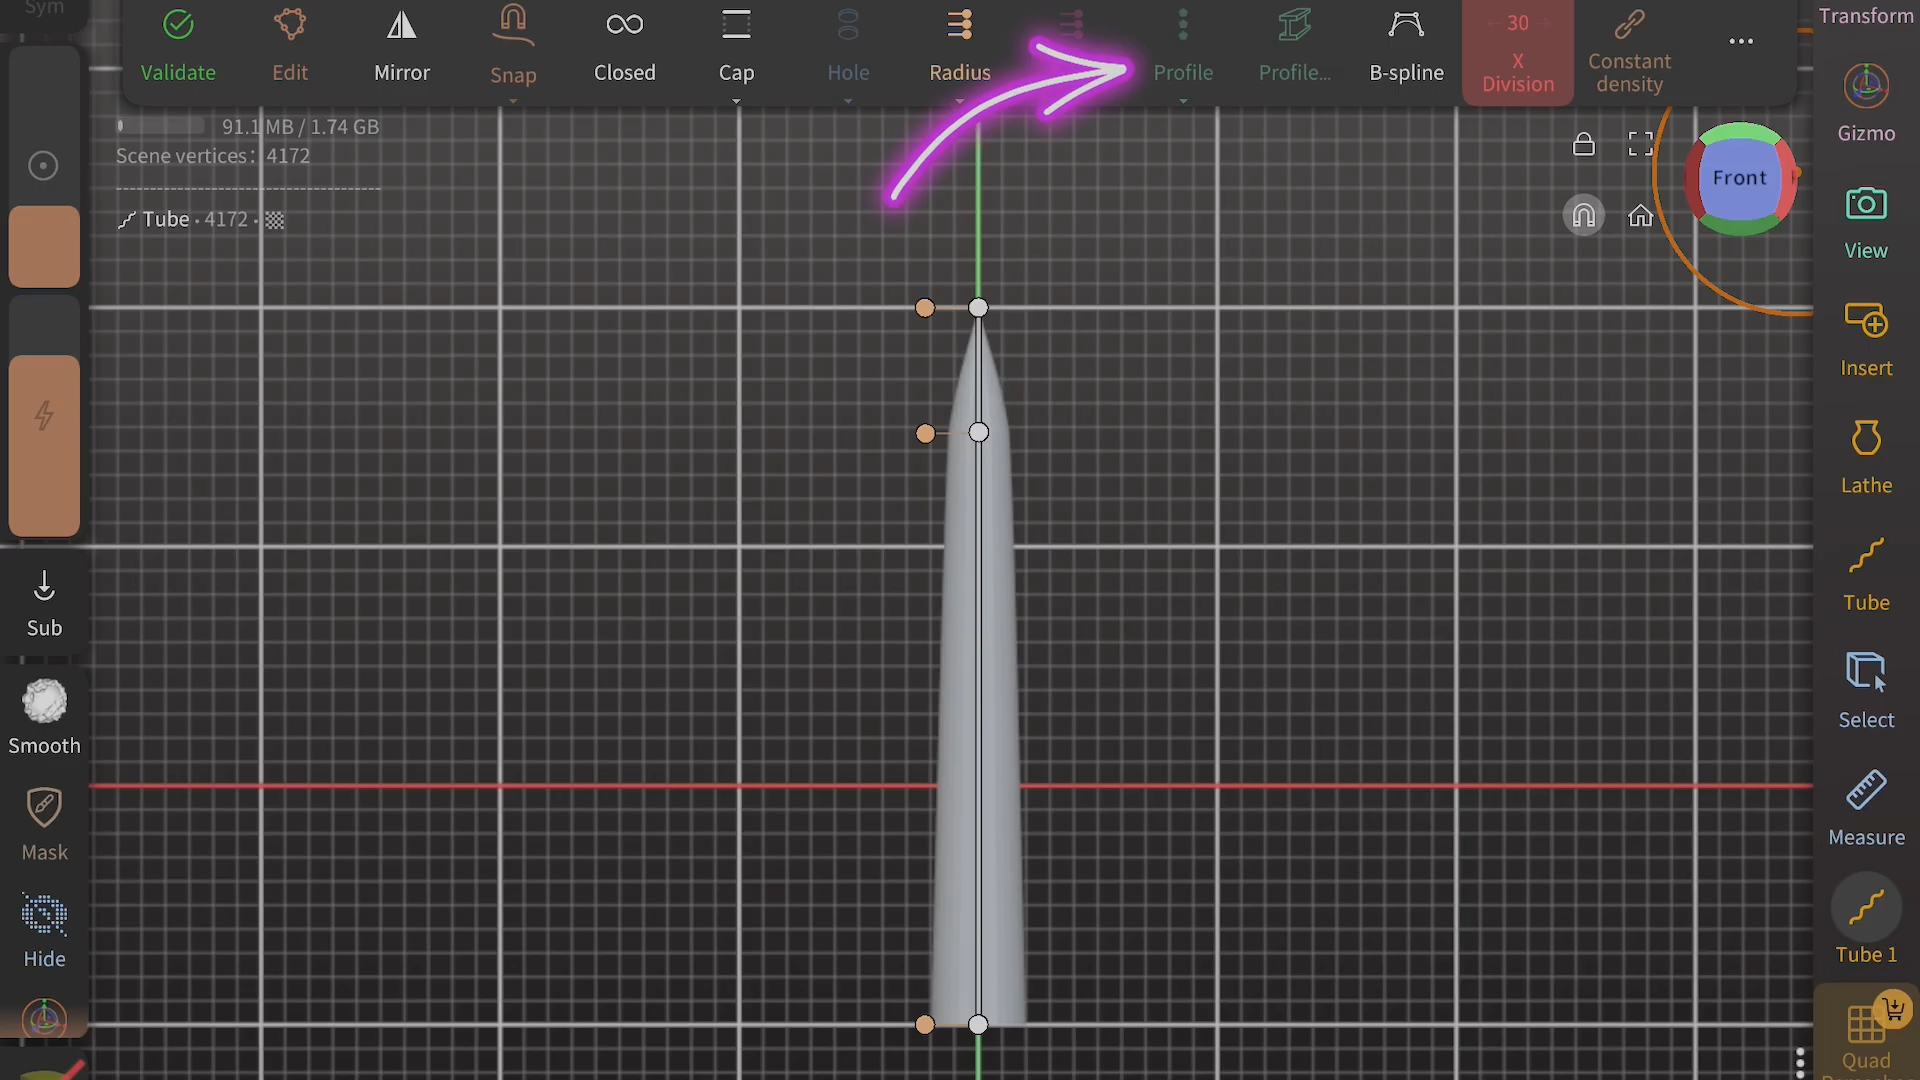 Sym
Validate
Edit
Mirror
Snap
Closed
Cap
Hole
Radius
Profile
Profile...
B-spline
30
X
Division
Constant
density
Transform
91.1 MB / 1.74 GB
Scene vertices: 4172
Tube · 4172 ·
Front
Gizmo
View
Insert
Lathe
Tube
Select
Measure
Tube 1
Quad
Sub
Smooth
Mask
Hide